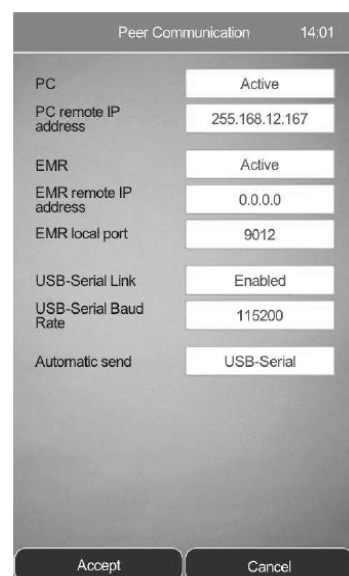 Peer Communication 14:01
PC Active
PC remote IP
address 255.168.12.167
EMR Active
EMR remote IP
address 0.0.0.0
EMR local port 9012
USB-Serial Link Enabled
USB-Serial Baud
Rate 115200
Automatic send USB-Serial
Accept Cancel